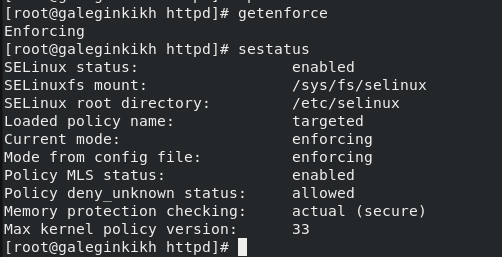 [root@galeginkikh httpd]# getenforce
Enforcing
[root@galeginkikh httpd]# sestatus
SELinux status:                 enabled
SELinuxfs mount:                /sys/fs/selinux
SELinux root directory:         /etc/selinux
Loaded policy name:             targeted
Current mode:                   enforcing
Mode from config file:          enforcing
Policy MLS status:              enabled
Policy deny_unknown status:     allowed
Memory protection checking:     actual (secure)
Max kernel policy version:      33
[root@galeginkikh httpd]#